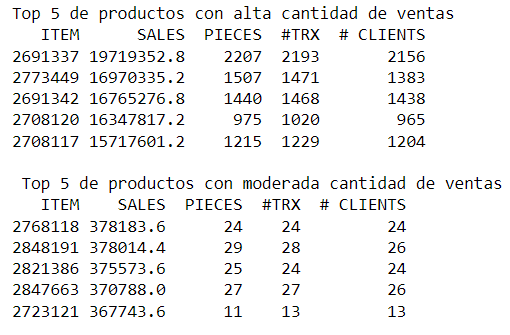 Top 5 de productos con alta cantidad de ventas
ITEM SALES PIECES #TRX # CLIENTS
2691337 19719352.8 2207 2193 2156
2773449 16970335.2 1507 1471 1383
2691342 16765276.8 1440 1468 1438
2708120 16347817.2 975 1020 965
2708117 15717601.2 1215 1229 1204
Top 5 de productos con moderada cantidad de ventas
ITEM SALES PIECES #TRX # CLIENTS
2768118 378183.6 24 24 24
2848191 378014.4 29 28 26
2821386 375573.6 25 24 24
2847663 370788.0 27 27 26
2723121 367743.6 11 13 13